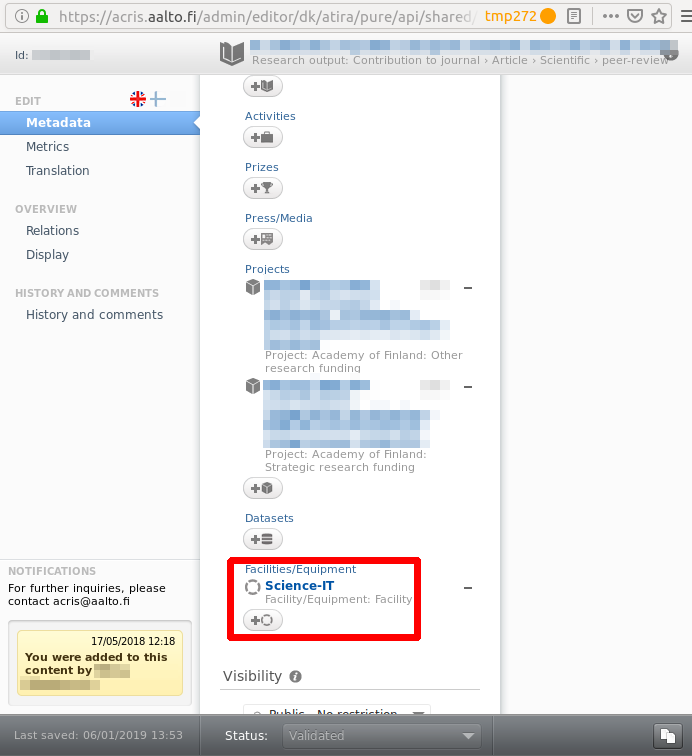 https://acris.aalto.fi/admin/editor/dk/atira/pure/api/shared/
tmp272
Id:
Research output: Contribution to journal › Article › Scientific › peer-review
EDIT
Metadata
Metrics
Translation
OVERVIEW
Relations
Display
HISTORY AND COMMENTS
History and comments
Activities
Prizes
Press/Media
Projects
Project: Academy of Finland: Other
research funding
Project: Academy of Finland:
Strategic research funding
Datasets
Facilities/Equipment
Science-IT
Facility/Equipment: Facility
Visibility
Public - No restriction
NOTIFICATIONS
For further inquiries, please
contact acris@aalto.fi
17/05/2018 12:18
You were added to this
content by
Last saved: 06/01/2019 13:53
Status:
Validated